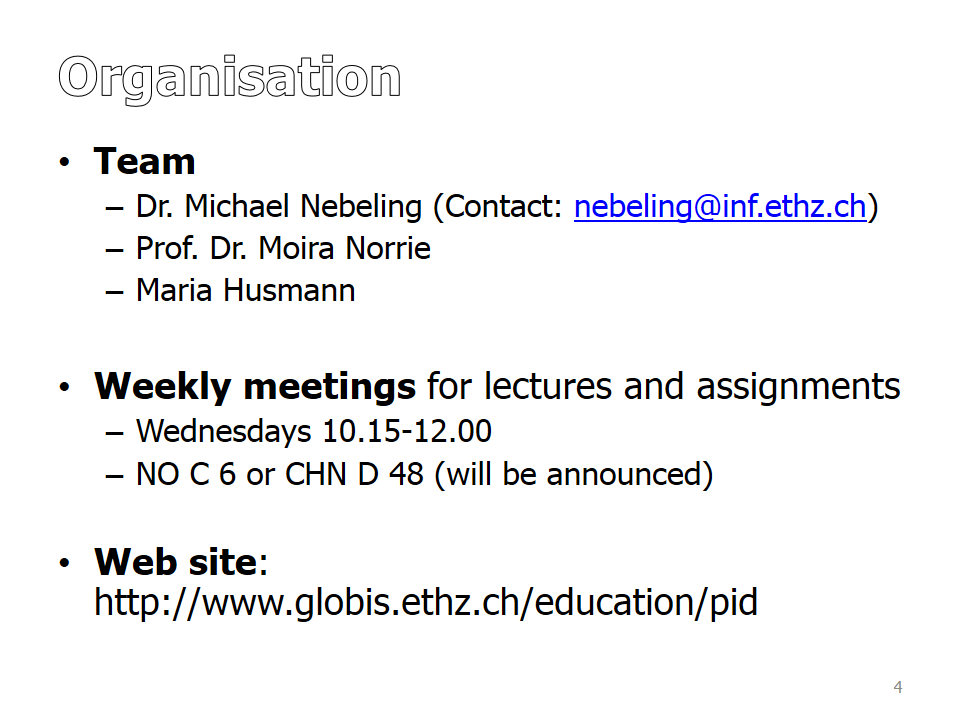 Organisation
• Team
– Dr. Michael Nebeling (Contact: nebeling@inf.ethz.ch)
– Prof. Dr. Moira Norrie
– Maria Husmann
• Weekly meetings for lectures and assignments
– Wednesdays 10.15-12.00
– NO C 6 or CHN D 48 (will be announced)
• Web site:
http://www.globis.ethz.ch/education/pid
4